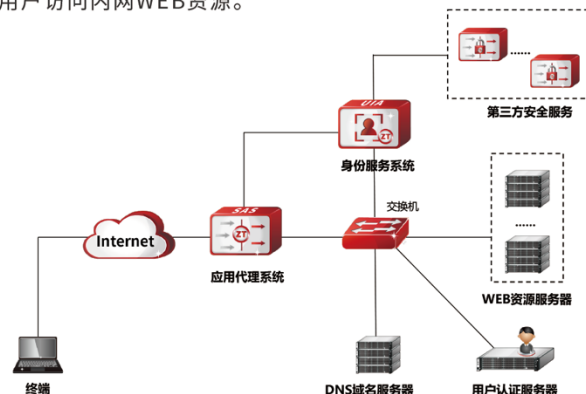 用户访问内网WEB资源。
......
第三方安全服务
UIA
ZT
身份服务系统
交换机
......
WEB资源服务器
Internet
SAS
ZT
应用代理系统
终端
DNS域名服务器
用户认证服务器